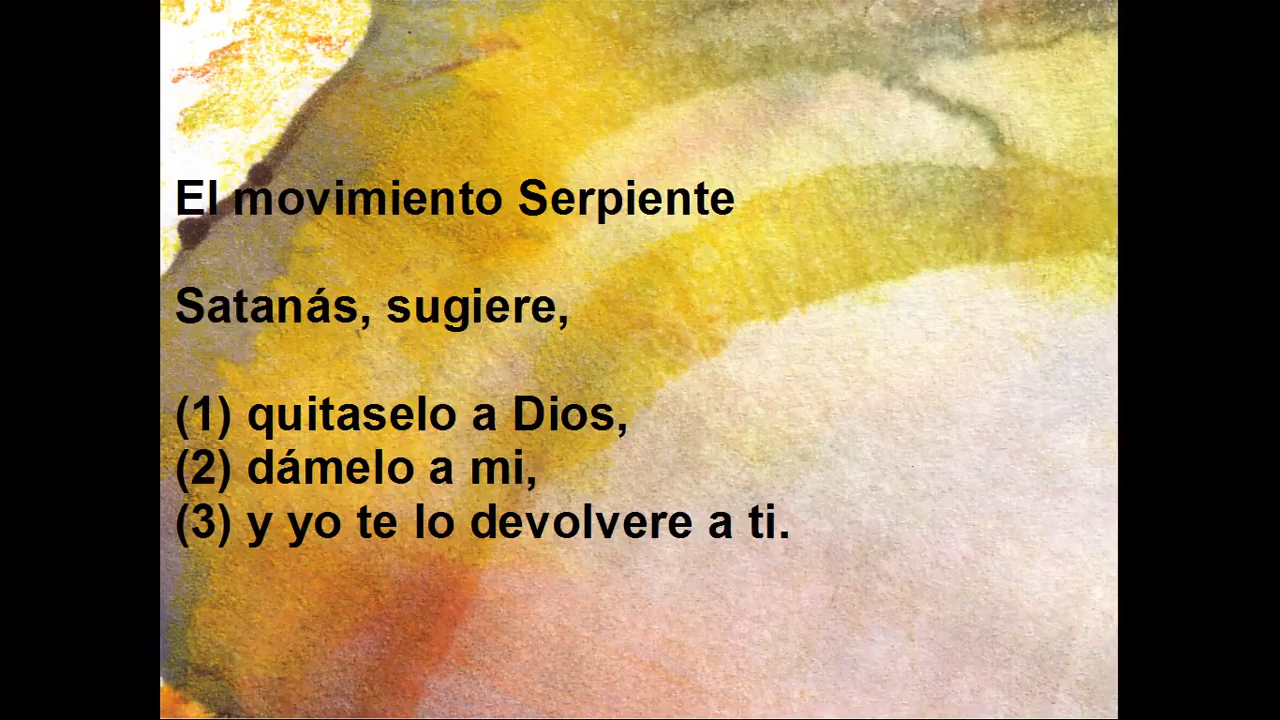 El movimiento Serpiente
Satanás, sugiere,
(1) quitaselo a Dios,
(2) dámelo a mi,
(3) y yo te lo devolvere a ti.